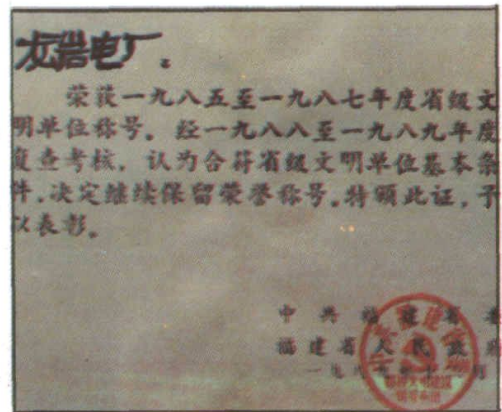 龙岩电厂：
荣获一九八五至一九八七年度省级文
明单位称号。经一九八八至一九八九年度
复查考核，认为合符省级文明单位基本条
件，决定继续保留荣誉称号。特颁此证，予
以表彰。
中共福建省委
福建省人民政府